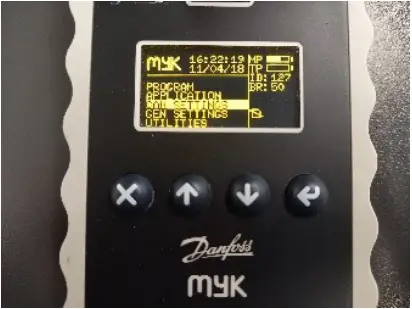 MYK 16:22:19 MP
11/04/18 TP
ID: 127
PROGRAM BR: 50
APPLICATION
CAN SETTINGS
GEN SETTINGS
UTILITIES
Danfoss
MYK